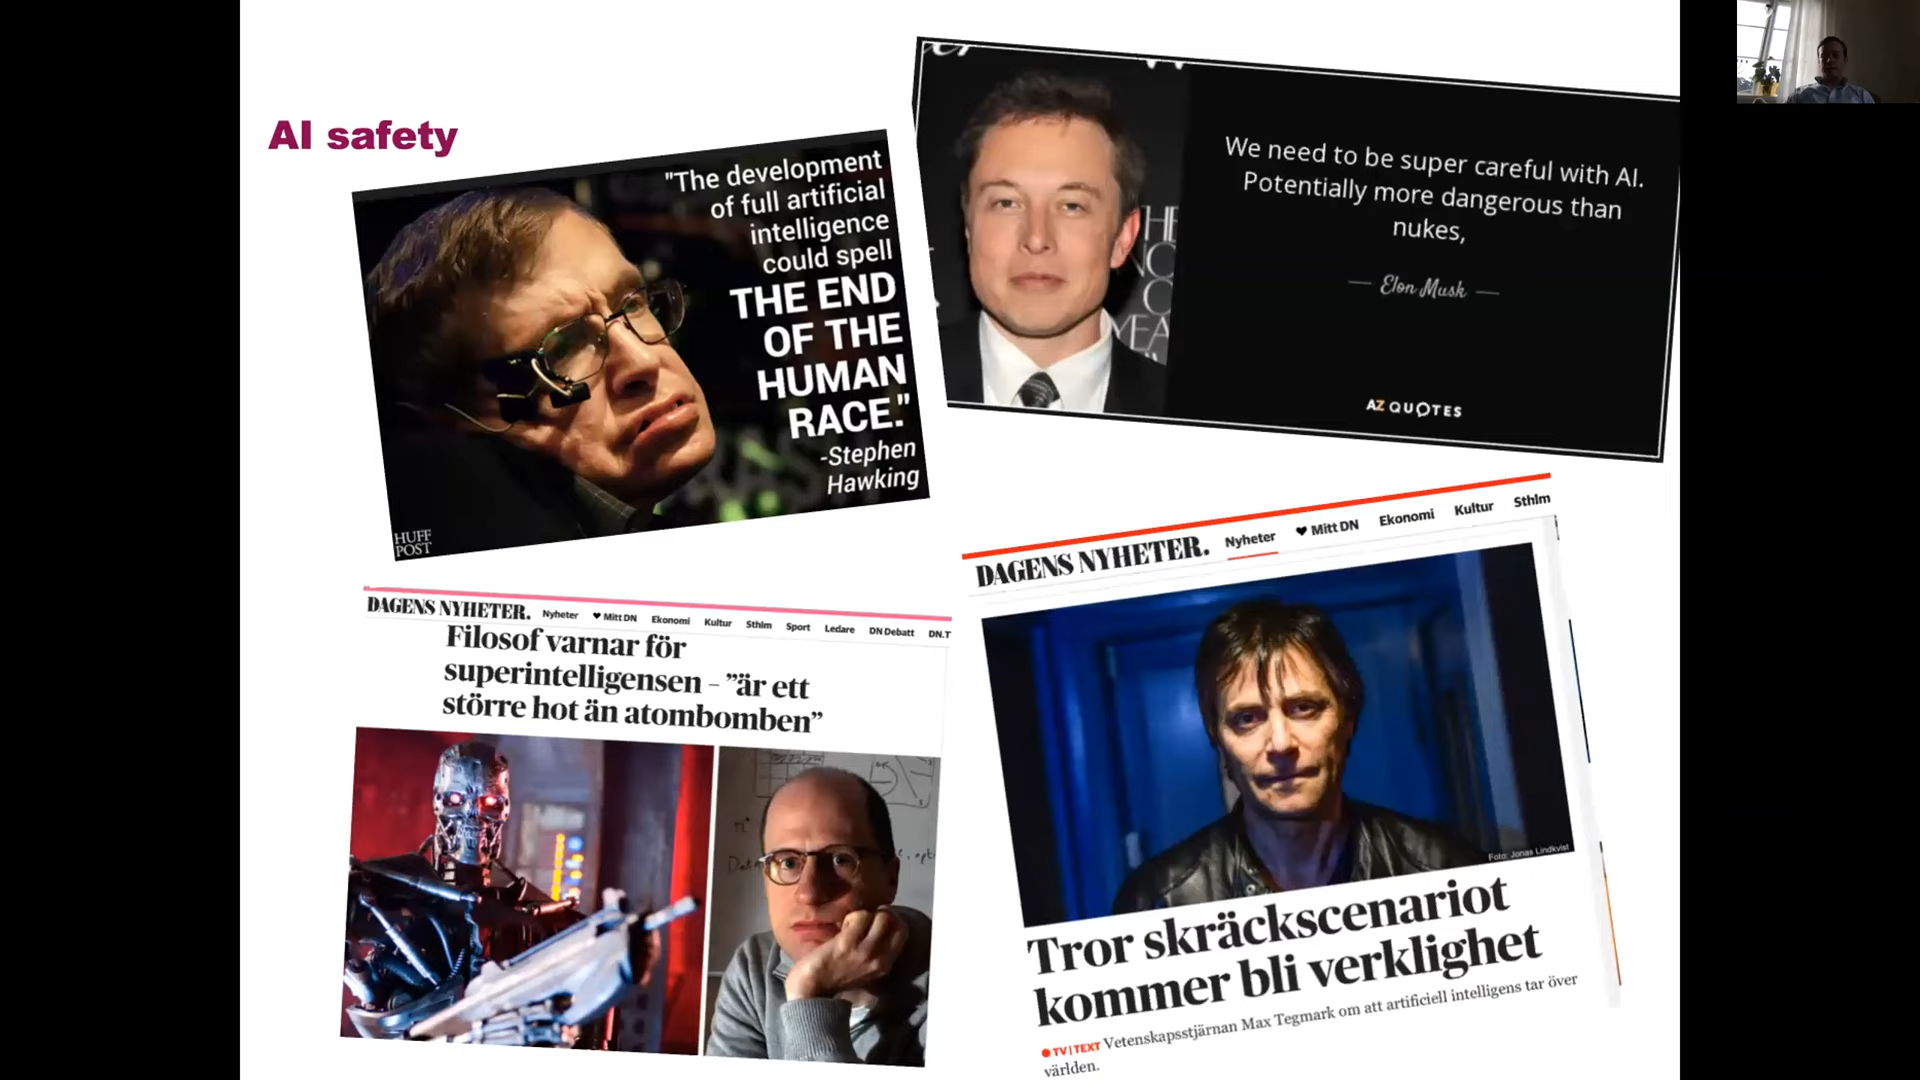 AI safety
"The development
of full artificial
intelligence
could spell
THE END
OF THE
HUMAN
RACE."
-Stephen
Hawking
HUFF
POST
We need to be super careful with AI.
Potentially more dangerous than
nukes,
— Elon Musk —
AZ QUOTES
DAGENS NYHETER. Nyheter Mitt DN Ekonomi Kultur Sthlm Sport Ledare DN Debatt DN.T
Filosof varnar för
superintelligensen – ”är ett
större hot än atombomben”
DAGENS NYHETER. Nyheter Mitt DN Ekonomi Kultur Sthlm
Foto: Jonas Lindkvist
Tror skräckscenariot
kommer bli verklighet
TV|TEXT Vetenskapsstjärnan Max Tegmark om att artificiell intelligens tar över
världen.